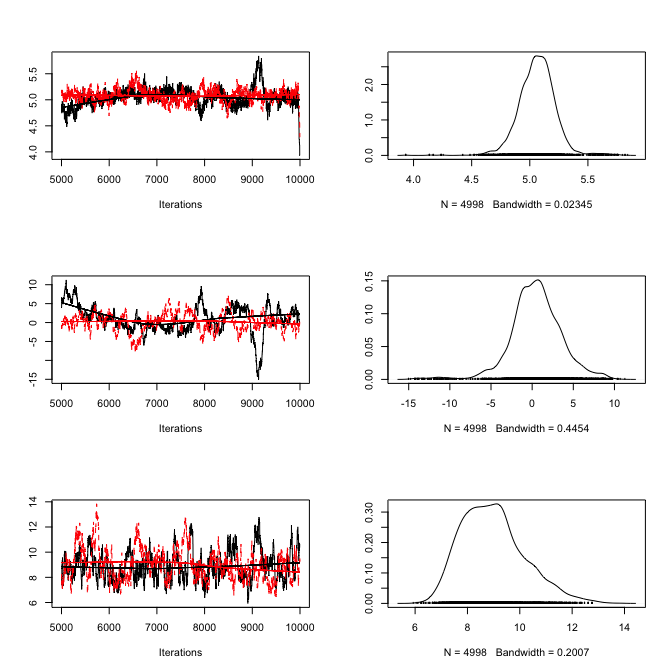 4.0 4.5 5.0 5.5
5000 6000 7000 8000 9000 10000
Iterations
0.0 1.0 2.0
4.0 4.5 5.0 5.5
N = 4998 Bandwidth = 0.02345
-15 -5 0 5 10
5000 6000 7000 8000 9000 10000
Iterations
0.00 0.05 0.10 0.15
-15 -10 -5 0 5 10
N = 4998 Bandwidth = 0.4454
6 8 10 12 14
5000 6000 7000 8000 9000 10000
Iterations
0.00 0.10 0.20 0.30
6 8 10 12 14
N = 4998 Bandwidth = 0.2007